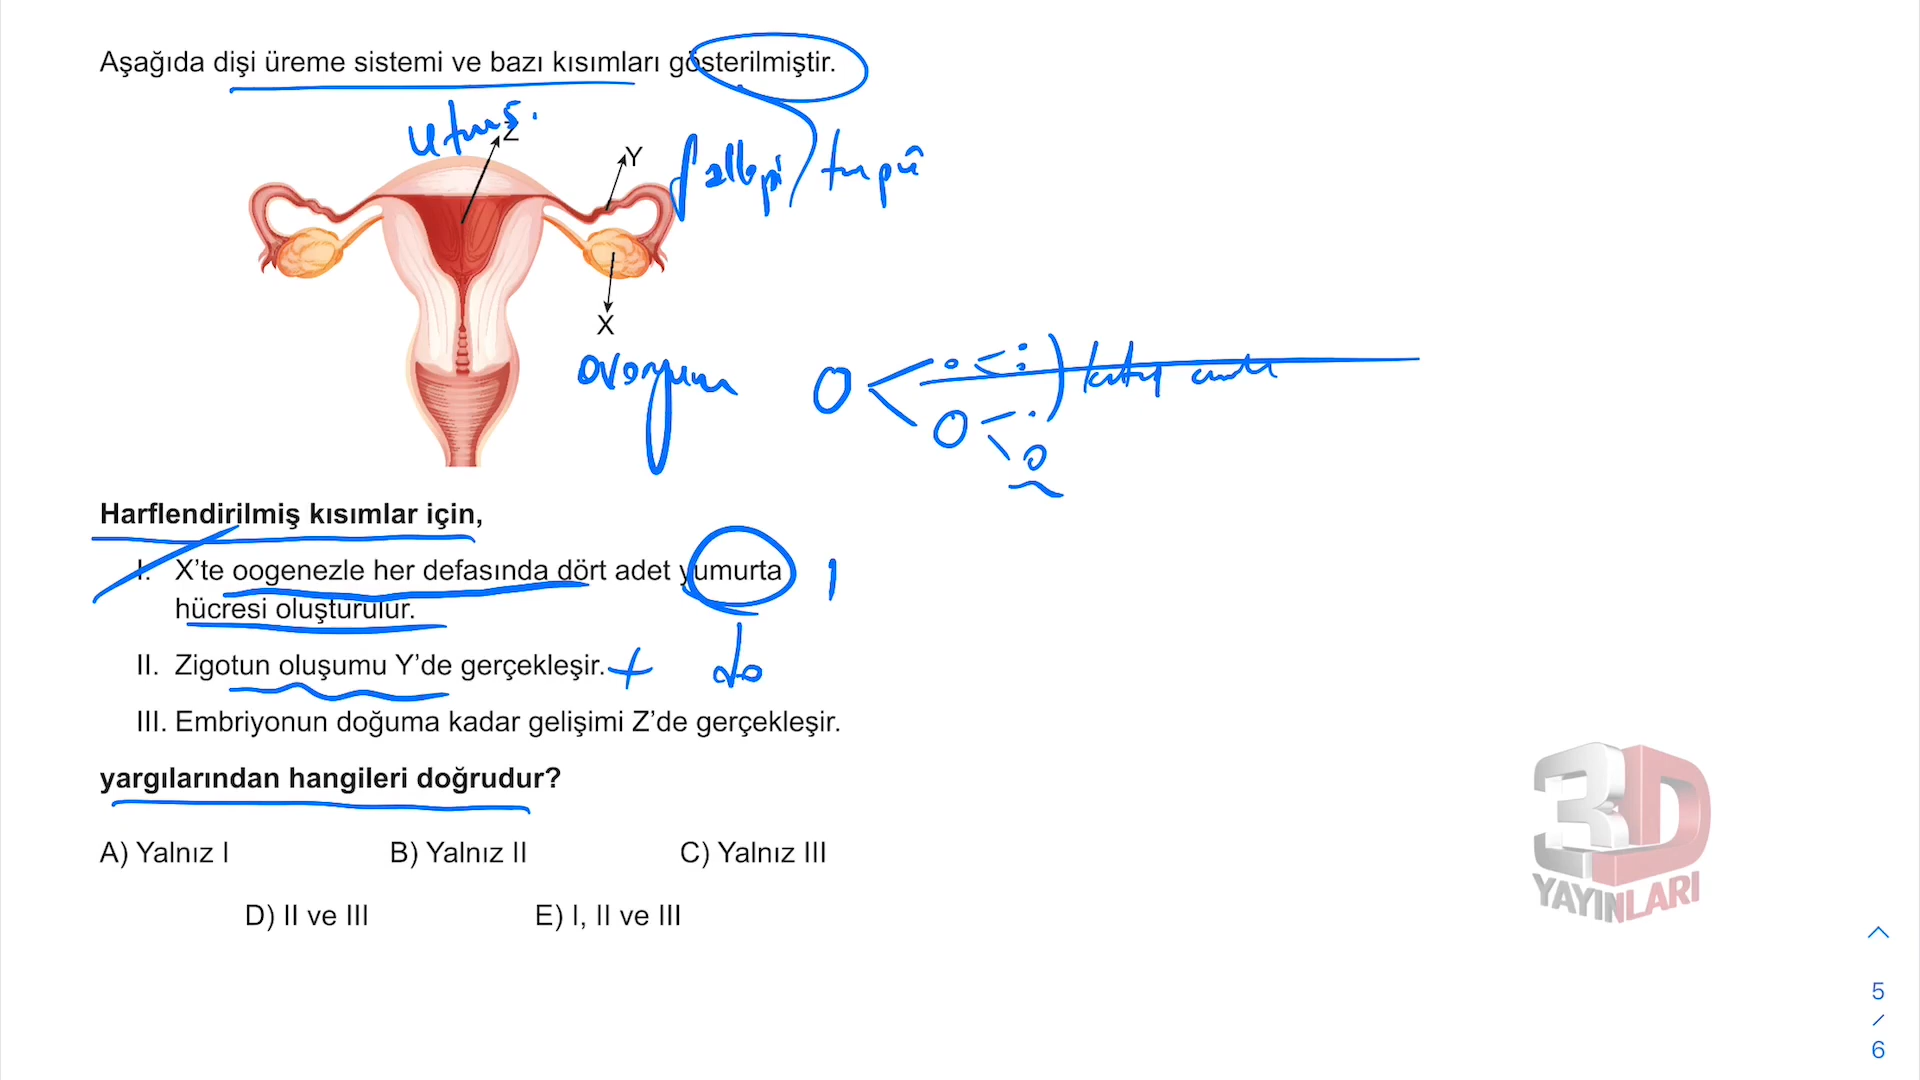 Aşağıda dişi üreme sistemi ve bazı kısımları gösterilmiştir.
Z
Y
fallopi tüpü
X
ovaryum
Harflendirilmiş kısımlar için,
I. X’te oogenezle her defasında dört adet yumurta
1
hücresi oluşturulur.
II. Zigotun oluşumu Y’de gerçekleşir. +
III. Embriyonun doğuma kadar gelişimi Z’de gerçekleşir.
yargılarından hangileri doğrudur?
A) Yalnız I B) Yalnız II C) Yalnız III
D) II ve III E) I, II ve III
3D
YAYINLARI
5
/
6